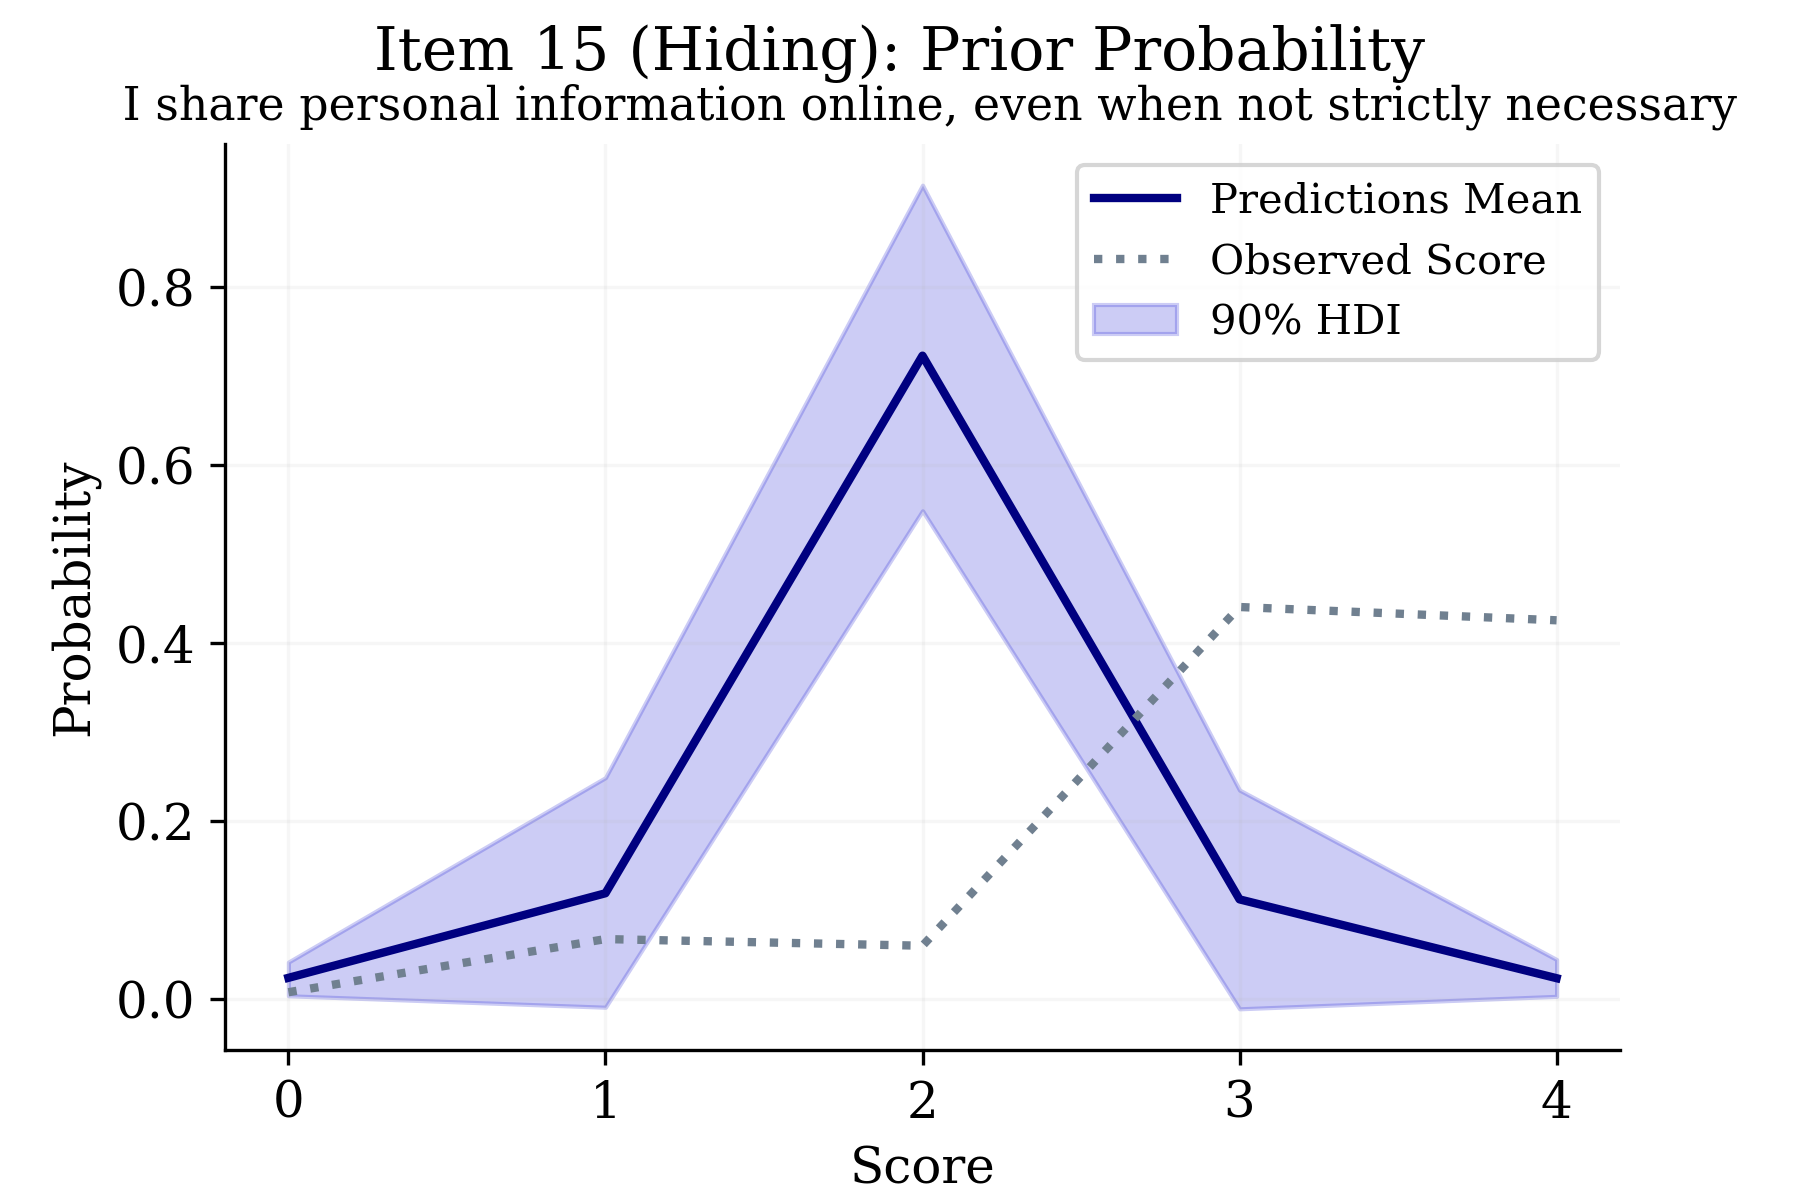 Item 15 (Hiding): Prior Probability
I share personal information online, even when not strictly necessary
Predictions Mean
Observed Score
90% HDI
Probability
0.8
0.6
0.4
0.2
0.0
0 1 2 3 4
Score